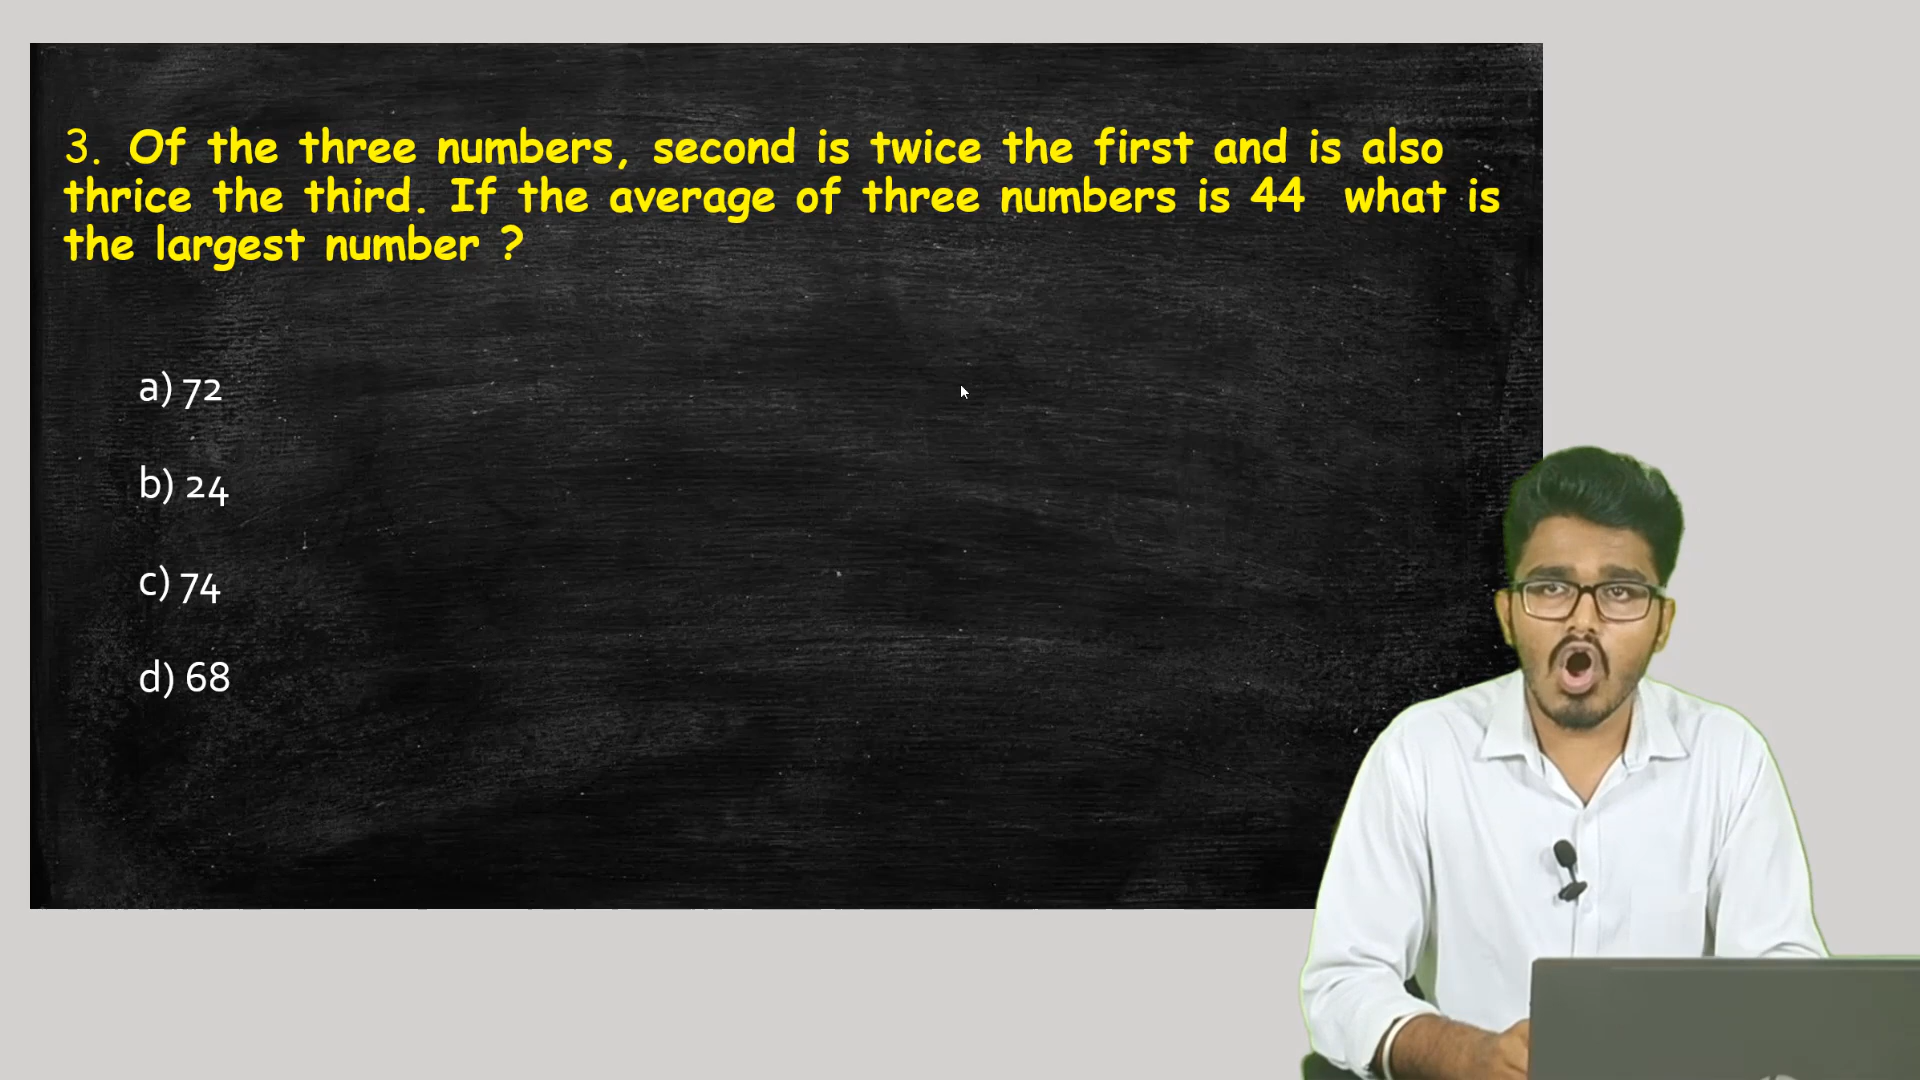 3. Of the three numbers, second is twice the first and is also
thrice the third. If the average of three numbers is 44 what is
the largest number ?
a) 72
b) 24
c) 74
d) 68